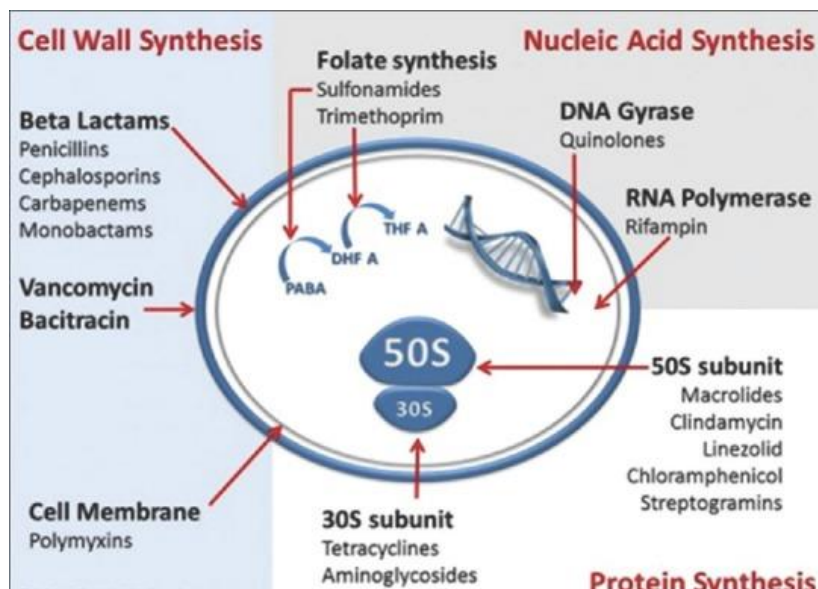 Cell Wall Synthesis
Nucleic Acid Synthesis
Folate synthesis
Sulfonamides
Trimethoprim
Beta Lactams
Penicillins
Cephalosporins
Carbapenems
Monobactams
DNA Gyrase
Quinolones
RNA Polymerase
Rifampin
THF A
DHF A
PABA
Vancomycin
Bacitracin
50S
30S
50S subunit
Macrolides
Clindamycin
Linezolid
Chloramphenicol
Streptogramins
Cell Membrane
Polymyxins
30S subunit
Tetracyclines
Aminoglycosides
Protein Synthesis